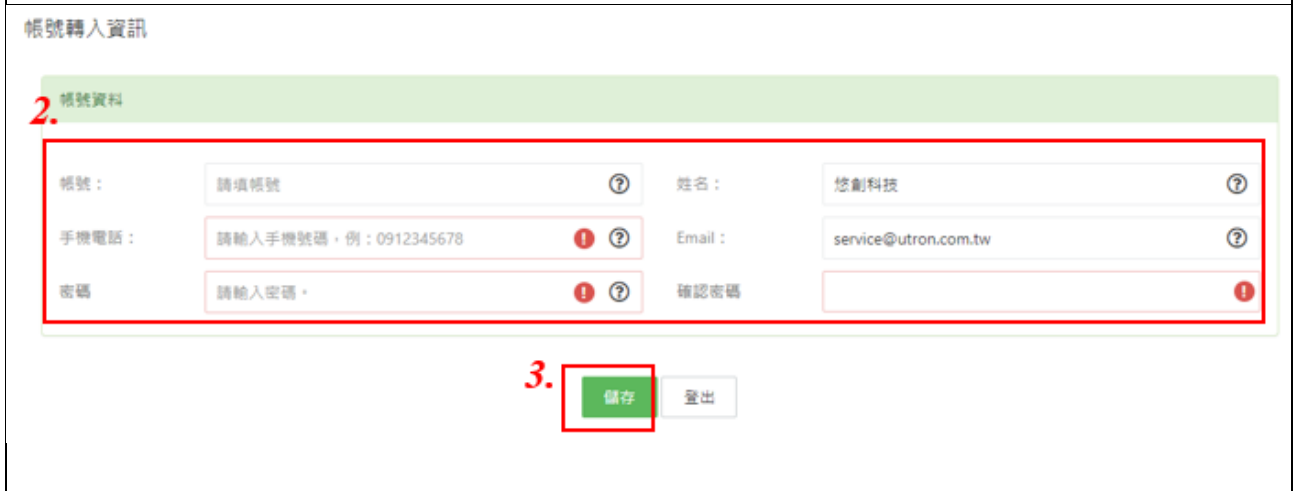 帳號轉入資訊
帳號資料
2.
帳號： 請填帳號 姓名： 悠創科技
手機電話： 請輸入手機號碼，例：0912345678 Email： service@utron.com.tw
密碼 請輸入密碼。 確認密碼
3.
儲存 登出